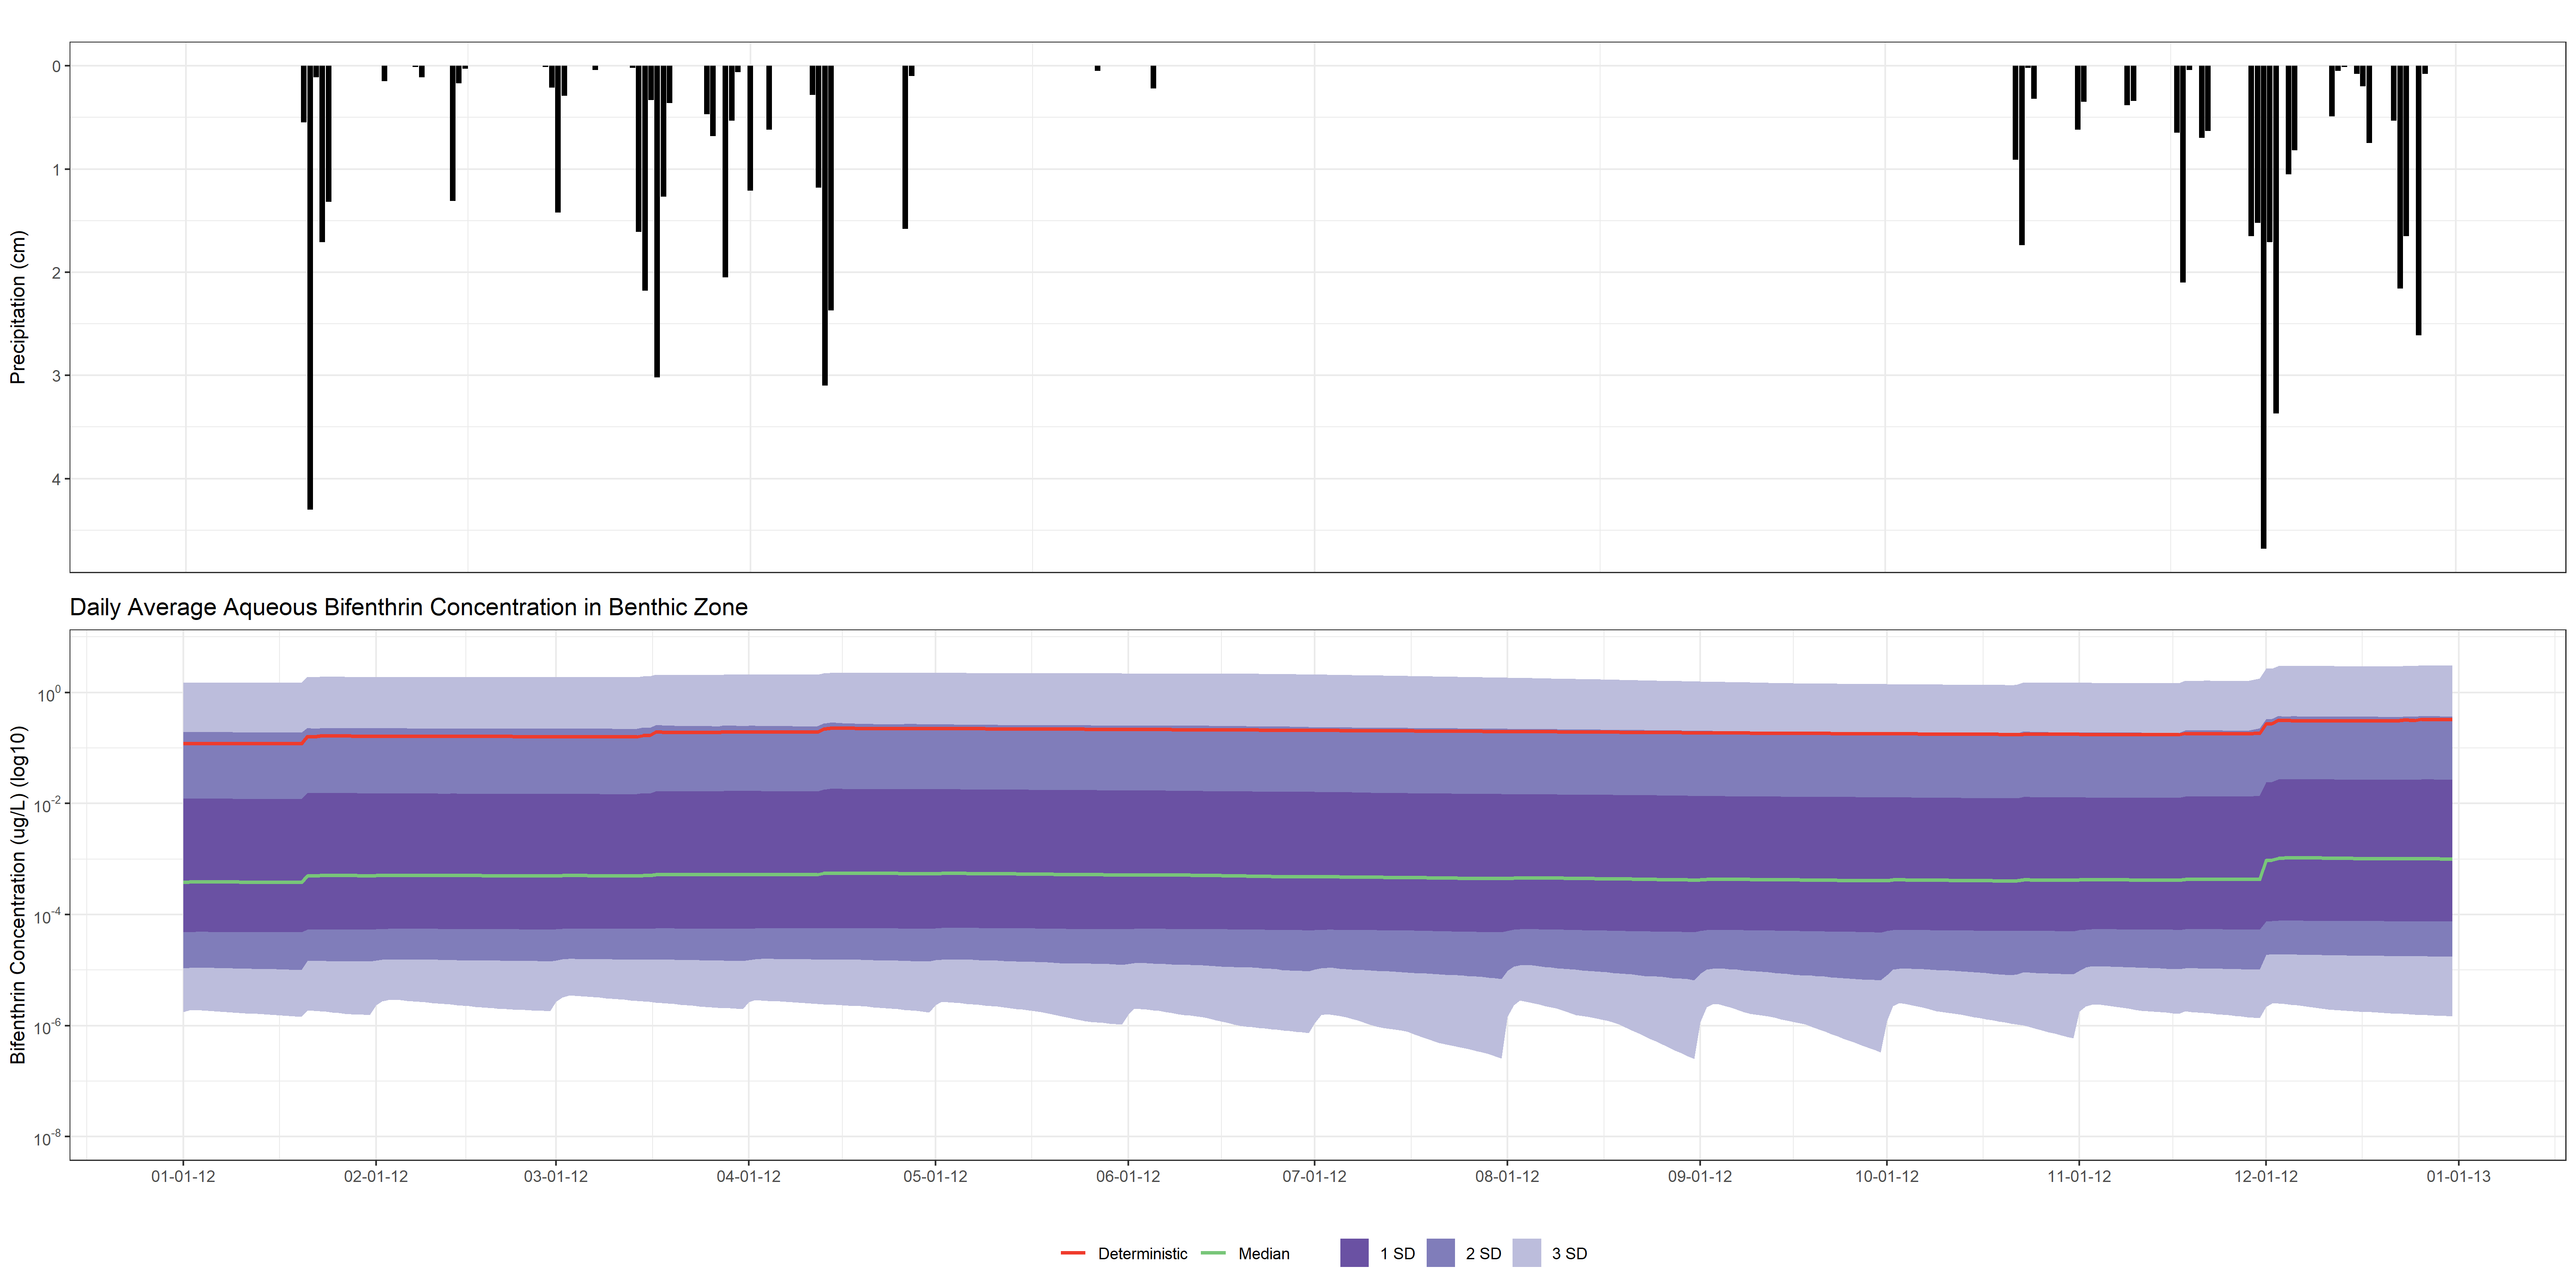 0
1
2
3
4
Precipitation (cm)
Daily Average Aqueous Bifenthrin Concentration in Benthic Zone
10^0
10^-2
10^-4
10^-6
10^-8
Bifenthrin Concentration (ug/L) (log10)
01-01-12 02-01-12 03-01-12 04-01-12 05-01-12 06-01-12 07-01-12 08-01-12 09-01-12 10-01-12 11-01-12 12-01-12 01-01-13
Deterministic Median 1 SD 2 SD 3 SD